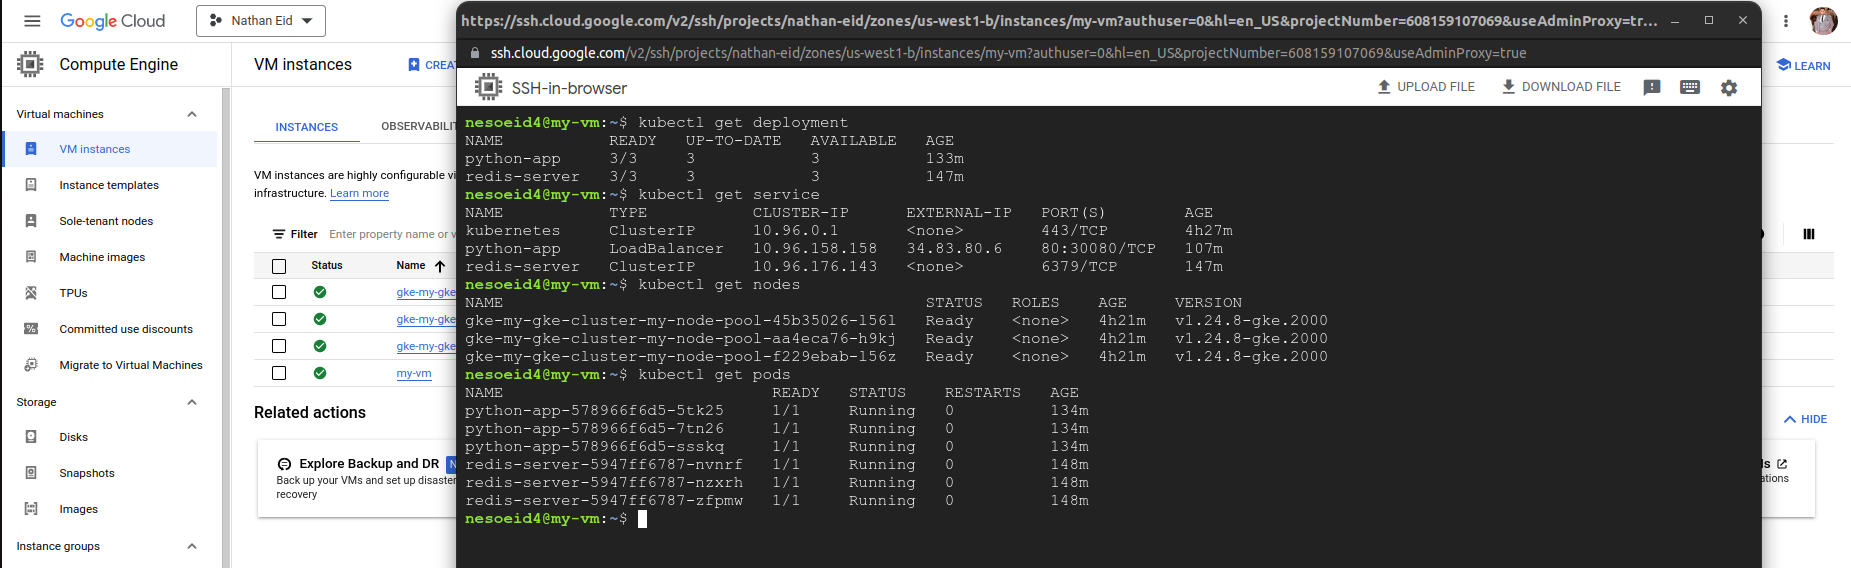 Google Cloud
Nathan Eid
Compute Engine
Virtual machines
VM instances
Instance templates
Sole-tenant nodes
Machine images
TPUs
Committed use discounts
Migrate to Virtual Machines
Storage
Disks
Snapshots
Images
Instance groups
VM instances
LEARN
INSTANCES
VM instances are highly configurable
infrastructure. Learn more
Filter Enter property name or
Status Name
gke-my-gke
gke-my-gke
gke-my-gke
my-vm
Related actions
HIDE
Explore Backup and DR
Back up your VMs and set up disaster
recovery
https://ssh.cloud.google.com/v2/ssh/projects/nathan-eid/zones/us-west1-b/instances/my-vm?authuser=0&hl=en_US&projectNumber=608159107069&useAdminProxy=tr...
ssh.cloud.google.com/v2/ssh/projects/nathan-eid/zones/us-west1-b/instances/my-vm?authuser=0&hl=en_US&projectNumber=608159107069&useAdminProxy=true
SSH-in-browser
UPLOAD FILE
DOWNLOAD FILE
nesoeid4@my-vm:~$ kubectl get deployment
NAME READY UP-TO-DATE AVAILABLE AGE
python-app 3/3 3 3 133m
redis-server 3/3 3 3 147m
nesoeid4@my-vm:~$ kubectl get service
NAME TYPE CLUSTER-IP EXTERNAL-IP PORT(S) AGE
kubernetes ClusterIP 10.96.0.1 <none> 443/TCP 4h27m
python-app LoadBalancer 10.96.158.158 34.83.80.6 80:30080/TCP 107m
redis-server ClusterIP 10.96.176.143 <none> 6379/TCP 147m
nesoeid4@my-vm:~$ kubectl get nodes
NAME STATUS ROLES AGE VERSION
gke-my-gke-cluster-my-node-pool-45b35026-l56l Ready <none> 4h21m v1.24.8-gke.2000
gke-my-gke-cluster-my-node-pool-aa4eca76-h9kj Ready <none> 4h21m v1.24.8-gke.2000
gke-my-gke-cluster-my-node-pool-f229ebab-l56z Ready <none> 4h21m v1.24.8-gke.2000
nesoeid4@my-vm:~$ kubectl get pods
NAME READY STATUS RESTARTS AGE
python-app-578966f6d5-5tk25 1/1 Running 0 134m
python-app-578966f6d5-7tn26 1/1 Running 0 134m
python-app-578966f6d5-ssskq 1/1 Running 0 134m
redis-server-5947ff6787-nvnrf 1/1 Running 0 148m
redis-server-5947ff6787-nzxrh 1/1 Running 0 148m
redis-server-5947ff6787-zfpmw 1/1 Running 0 148m
nesoeid4@my-vm:~$